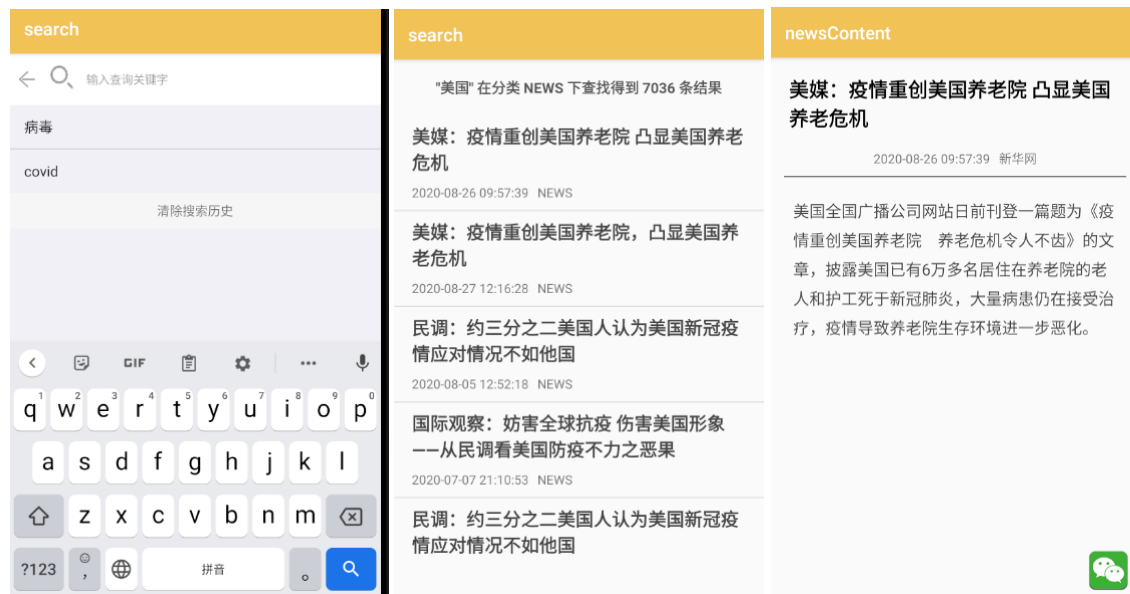 search
输入查询关键字
病毒
covid
清除搜索历史
GIF
q1 w2 e3 r4 t5 y6 u7 i8 o9 p0
a s d f g h j k l
z x c v b n m
?123 , 拼音 。
search
"美国" 在分类 NEWS 下查找得到 7036 条结果
美媒：疫情重创美国养老院 凸显美国养老
危机
2020-08-26 09:57:39 NEWS
美媒：疫情重创美国养老院，凸显美国养
老危机
2020-08-27 12:16:28 NEWS
民调：约三分之二美国人认为美国新冠疫
情应对情况不如他国
2020-08-05 12:52:18 NEWS
国际观察：妨害全球抗疫 伤害美国形象
——从民调看美国防疫不力之恶果
2020-07-07 21:10:53 NEWS
民调：约三分之二美国人认为美国新冠疫
情应对情况不如他国
newsContent
美媒：疫情重创美国养老院 凸显美国
养老危机
2020-08-26 09:57:39 新华网
美国全国广播公司网站日前刊登一篇题为《疫
情重创美国养老院　养老危机令人不齿》的文
章，披露美国已有6万多名居住在养老院的老
人和护工死于新冠肺炎，大量病患仍在接受治
疗，疫情导致养老院生存环境进一步恶化。